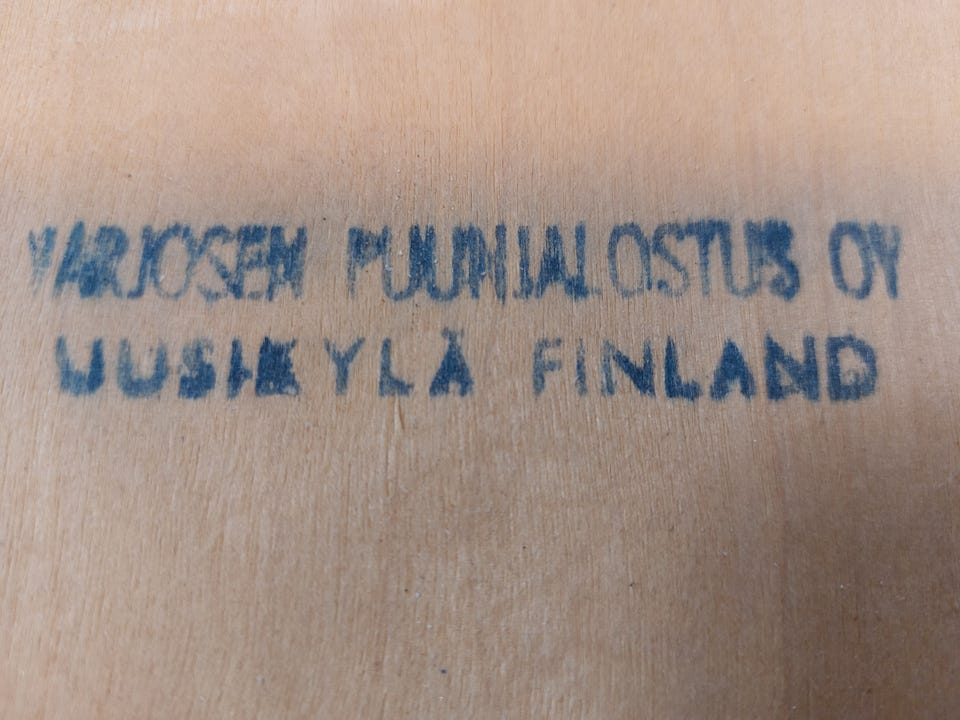 VARJOSEN PUUNJALOSTUS OY
UUSIKYLÄ FINLAND